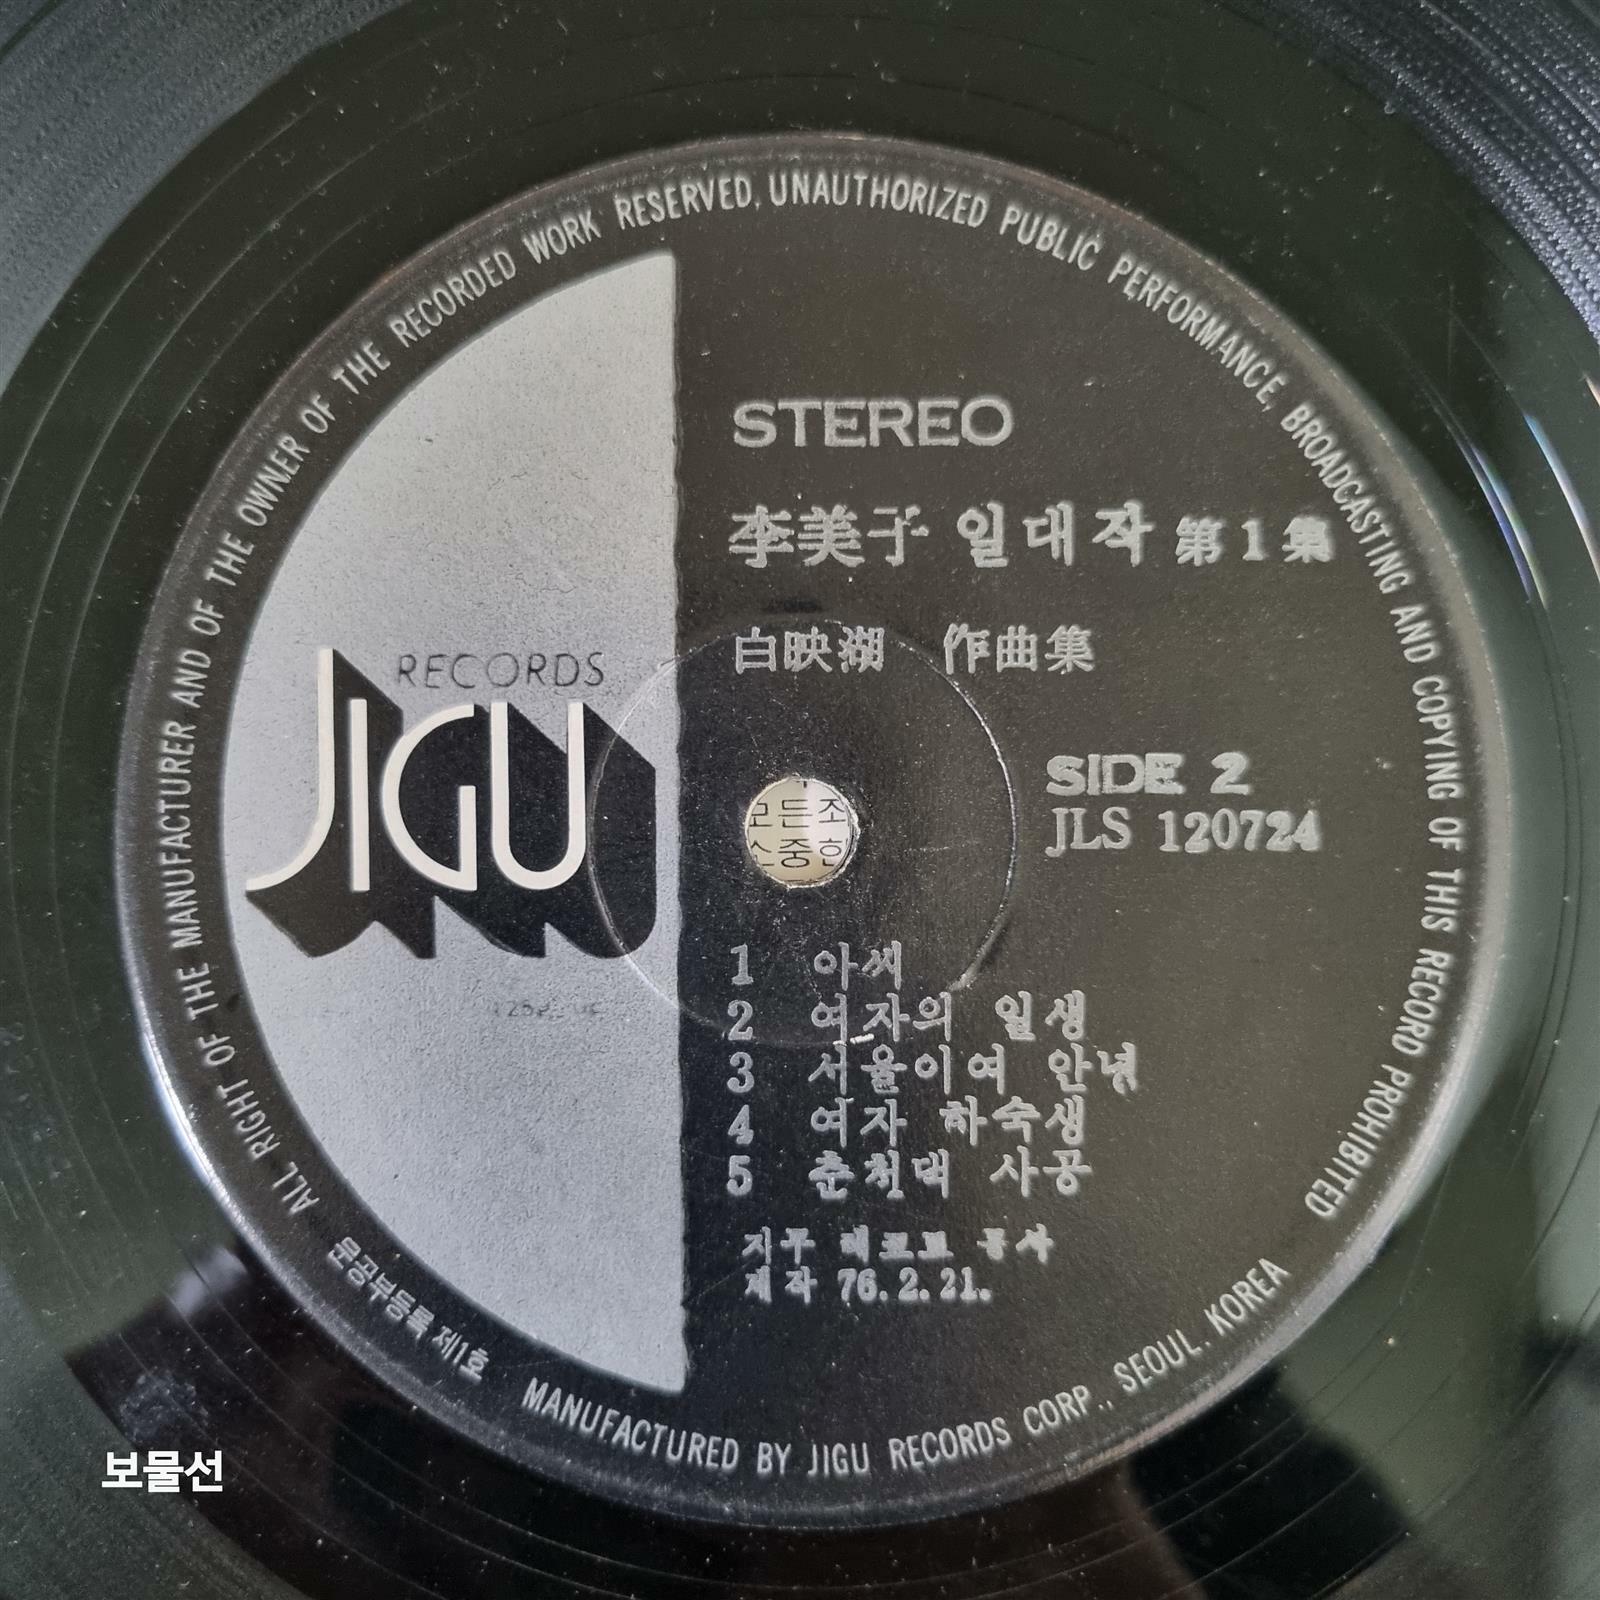 ALL RIGHT OF THE MANUFACTURER AND OF THE OWNER OF THE RECORDED WORK RESERVED, UNAUTHORIZED PUBLIC PERFORMANCE, BROADCASTING AND COPYING OF THIS RECORD PROHIBITED
STEREO
李美子 일대작 第1集
白映湖 作曲集
RECORDS
JIGU
SIDE 2
JLS 120724
모든조
중한
1 아씨
2 여자의 일생
3 서울이여 안녕
4 여자 하숙생
5 춘천댁 사공
지구 레코드 공사
제작 76.2.21.
문공부등록 제1호
MANUFACTURED BY JIGU RECORDS CORP., SEOUL. KOREA
보물선